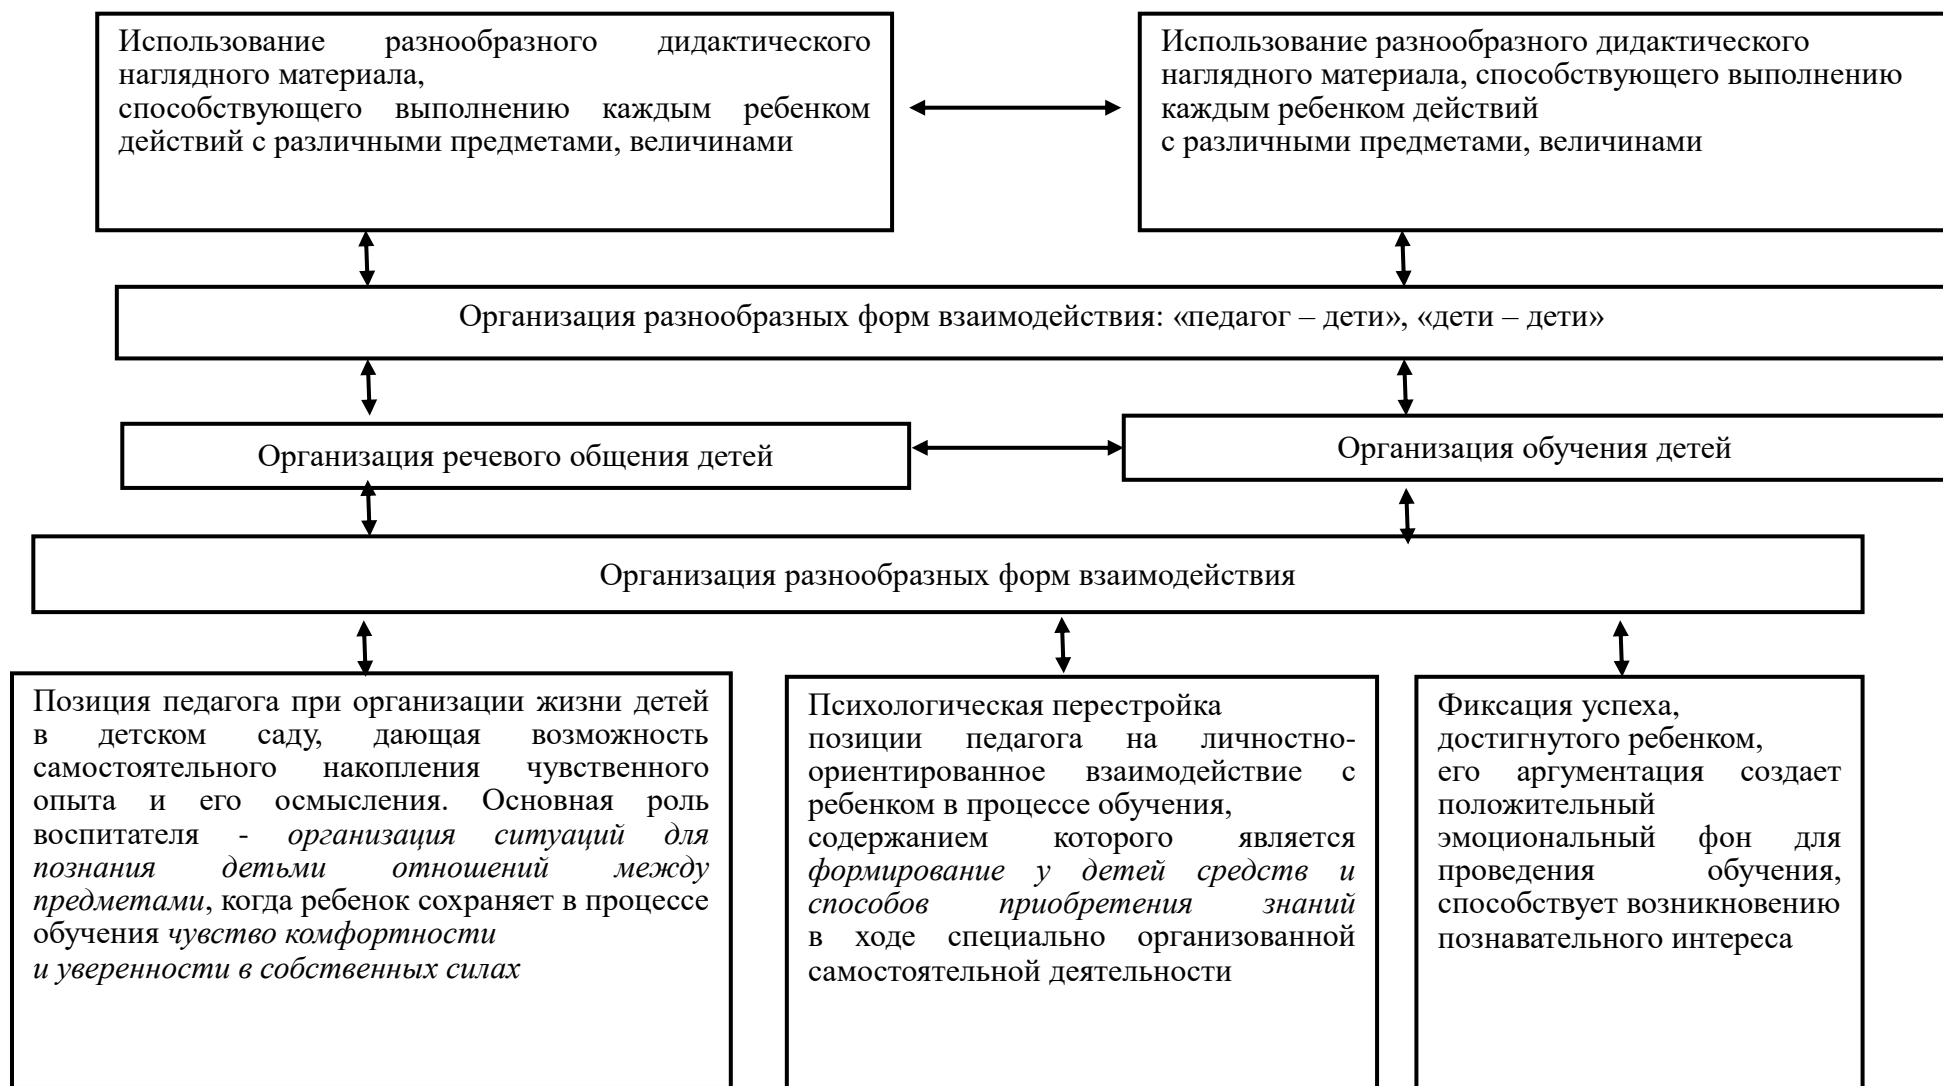 Использование разнообразного дидактического
наглядного материала,
способствующего выполнению каждым ребенком
действий с различными предметами, величинами
Использование разнообразного дидактического
наглядного материала, способствующего выполнению
каждым ребенком действий
с различными предметами, величинами
Организация разнообразных форм взаимодействия: «педагог – дети», «дети – дети»
Организация речевого общения детей
Организация обучения детей
Организация разнообразных форм взаимодействия
Позиция педагога при организации жизни детей
в детском саду, дающая возможность
самостоятельного накопления чувственного
опыта и его осмысления. Основная роль
воспитателя - организация ситуаций для
познания детьми отношений между
предметами, когда ребенок сохраняет в процессе
обучения чувство комфортности
и уверенности в собственных силах
Психологическая перестройка
позиции педагога на личностно-
ориентированное взаимодействие с
ребенком в процессе обучения,
содержанием которого является
формирование у детей средств и
способов приобретения знаний
в ходе специально организованной
самостоятельной деятельности
Фиксация успеха,
достигнутого ребенком,
его аргументация создает
положительный
эмоциональный фон для
проведения обучения,
способствует возникновению
познавательного интереса